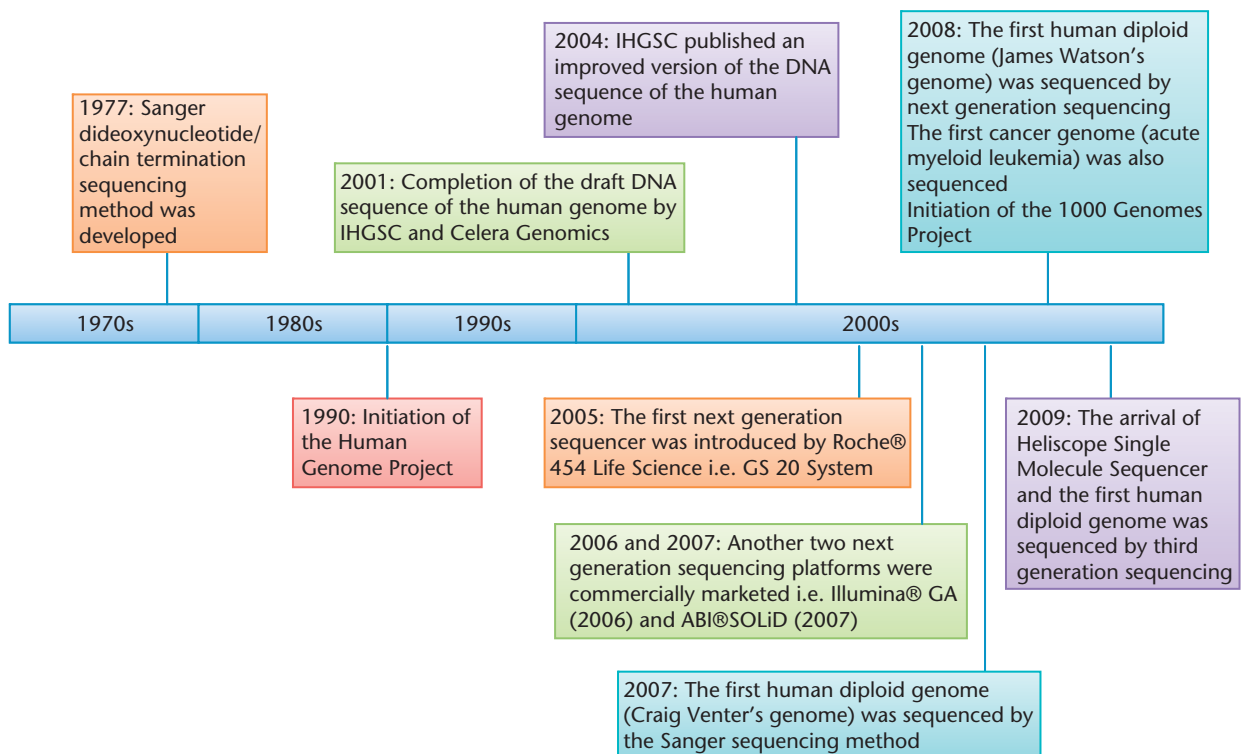 1977: Sanger
dideoxynucleotide/
chain termination
sequencing
method was
developed
2001: Completion of the draft DNA
sequence of the human genome by
IHGSC and Celera Genomics
2004: IHGSC published an
improved version of the DNA
sequence of the human
genome
2008: The first human diploid
genome (James Watson’s
genome) was sequenced by
next generation sequencing
The first cancer genome (acute
myeloid leukemia) was also
sequenced
Initiation of the 1000 Genomes
Project
1970s
1980s
1990s
2000s
1990: Initiation of
the Human
Genome Project
2005: The first next generation
sequencer was introduced by Roche®
454 Life Science i.e. GS 20 System
2006 and 2007: Another two next
generation sequencing platforms were
commercially marketed i.e. Illumina® GA
(2006) and ABI®SOLiD (2007)
2007: The first human diploid genome
(Craig Venter’s genome) was sequenced by
the Sanger sequencing method
2009: The arrival of
Heliscope Single
Molecule Sequencer
and the first human
diploid genome was
sequenced by third
generation sequencing